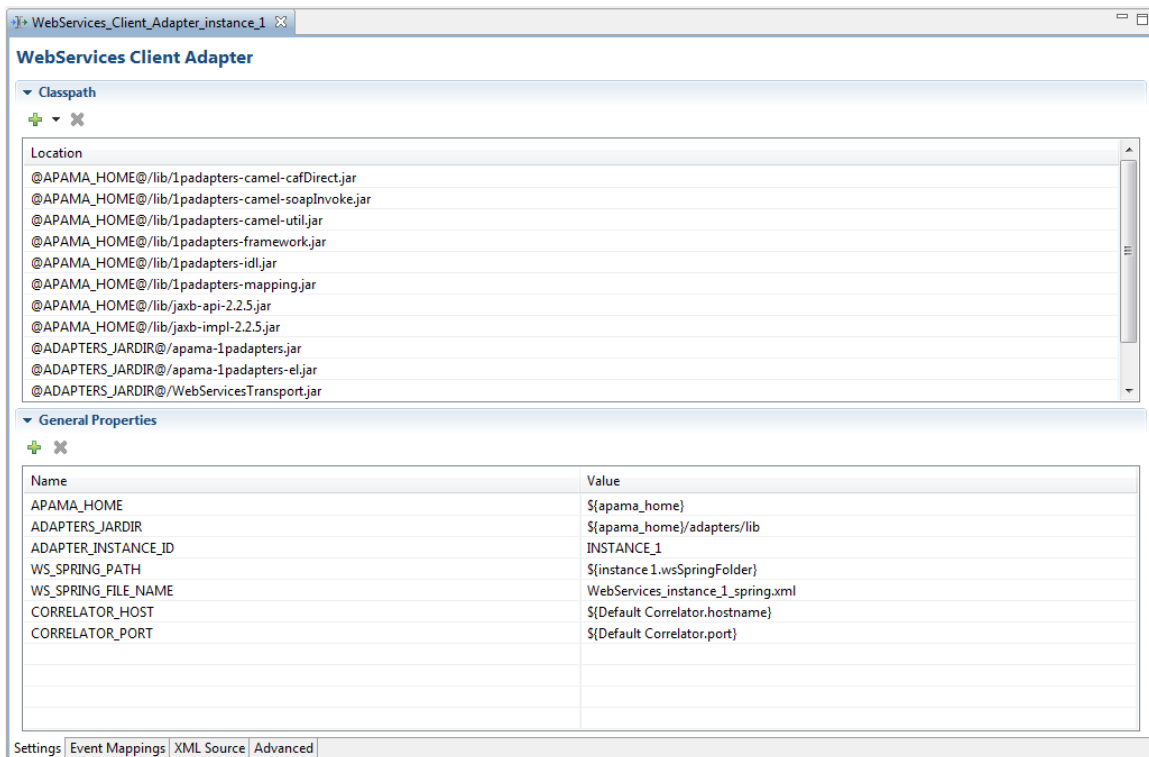 WebServices_Client_Adapter_instance_1
WebServices Client Adapter
Classpath
Location
@APAMA_HOME@/lib/1padapters-camel-cafDirect.jar
@APAMA_HOME@/lib/1padapters-camel-soapInvoke.jar
@APAMA_HOME@/lib/1padapters-camel-util.jar
@APAMA_HOME@/lib/1padapters-framework.jar
@APAMA_HOME@/lib/1padapters-idl.jar
@APAMA_HOME@/lib/1padapters-mapping.jar
@APAMA_HOME@/lib/jaxb-api-2.2.5.jar
@APAMA_HOME@/lib/jaxb-impl-2.2.5.jar
@ADAPTERS_JARDIR@/apama-1padapters.jar
@ADAPTERS_JARDIR@/apama-1padapters-el.jar
@ADAPTERS_JARDIR@/WebServicesTransport.jar
General Properties
Name Value
APAMA_HOME ${apama_home}
ADAPTERS_JARDIR ${apama_home}/adapters/lib
ADAPTER_INSTANCE_ID INSTANCE_1
WS_SPRING_PATH ${instance 1.wsSpringFolder}
WS_SPRING_FILE_NAME WebServices_instance_1_spring.xml
CORRELATOR_HOST ${Default Correlator.hostname}
CORRELATOR_PORT ${Default Correlator.port}
Settings Event Mappings XML Source Advanced